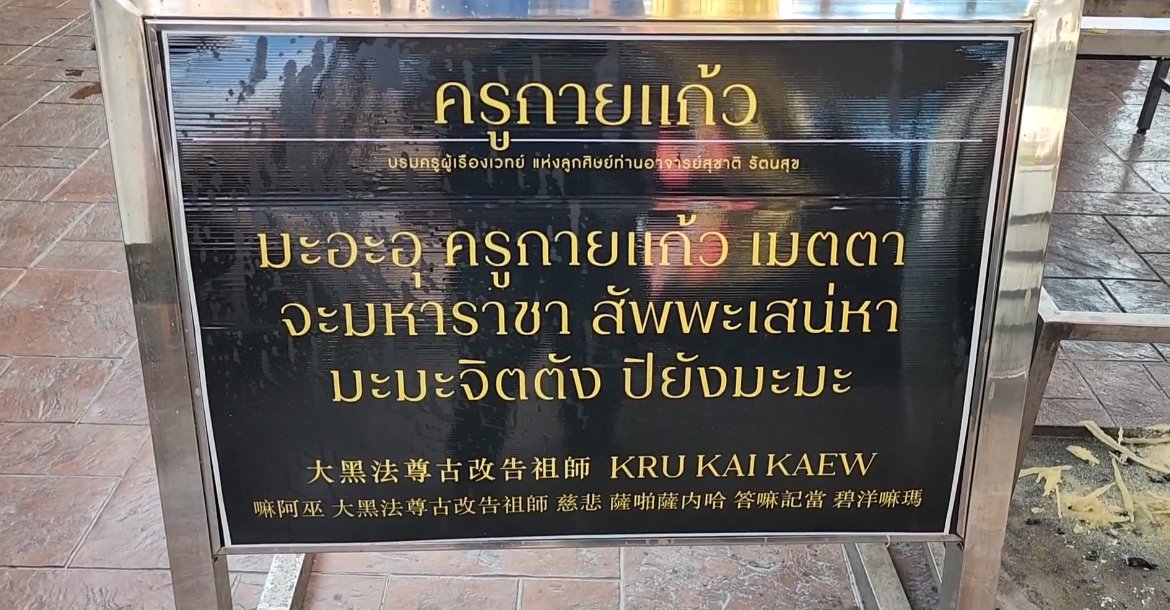 ครูกายแก้ว
บรมครูผู้เรืองเวทย์ แห่งลูกศิษย์ท่านอาจารย์สุชาติ รัตนสุข
มะอะอุ ครูกายแก้ว เมตตา
จะมหาราชา สัพพะเสน่หา
มะมะจิตตัง ปิยังมะมะ
大黑法尊古改告祖師 KRU KAI KAEW
嘛阿巫 大黑法尊古改告祖師 慈悲 薩啪薩内哈 答嘛記當 碧洋嘛瑪